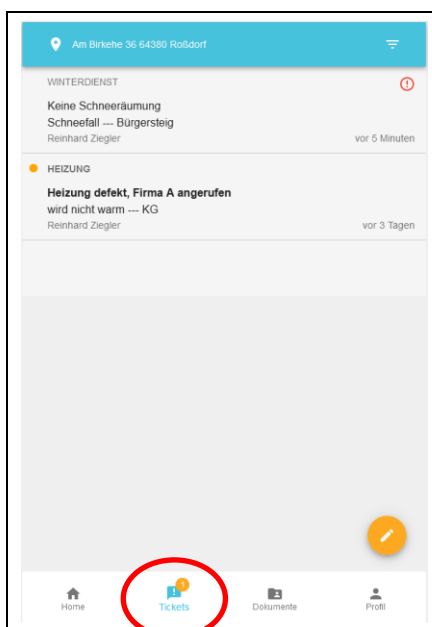 Am Birkehe 36 64380 Roßdorf
WINTERDIENST
Keine Schneeräumung
Schneefall --- Bürgersteig
Reinhard Ziegler vor 5 Minuten
HEIZUNG
Heizung defekt, Firma A angerufen
wird nicht warm --- KG
Reinhard Ziegler vor 3 Tagen
1
Home Tickets Dokumente Profil